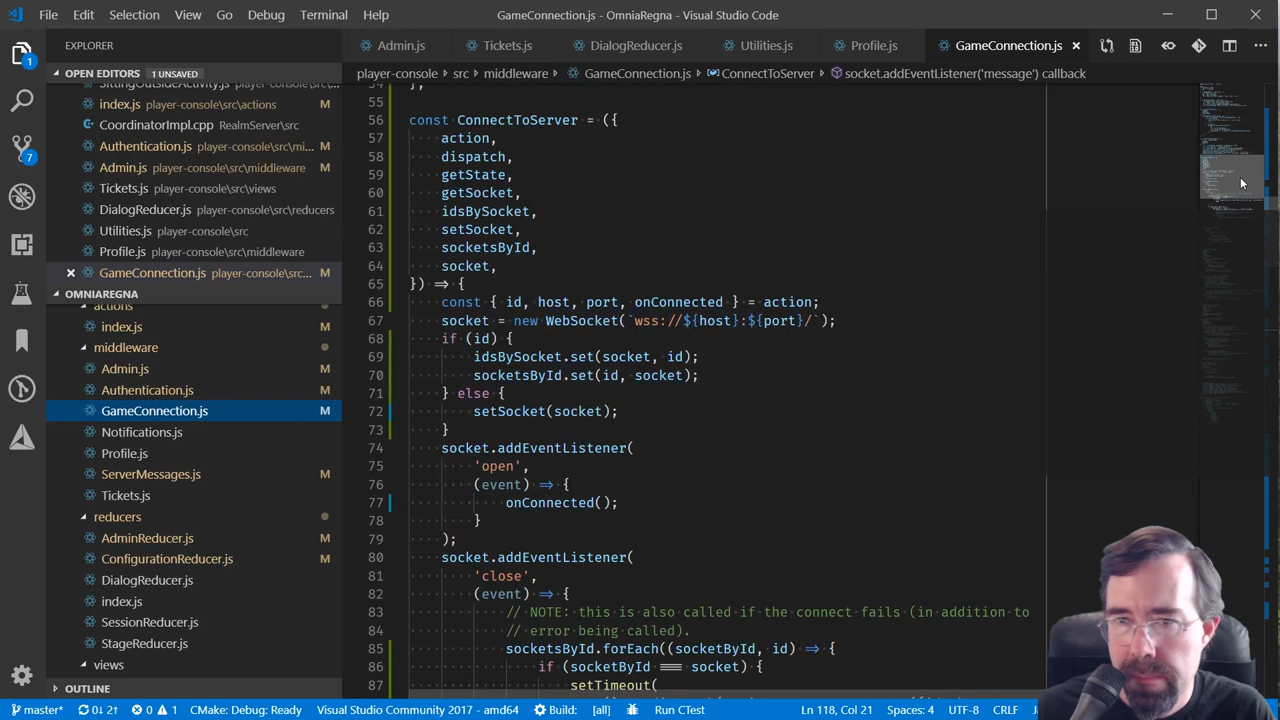 File Edit Selection View Go Debug Terminal Help GameConnection.js - OmniaRegna - Visual Studio Code
EXPLORER
Admin.js Tickets.js DialogReducer.js Utilities.js Profile.js GameConnection.js
OPEN EDITORS 1 UNSAVED
player-console › src › middleware › GameConnection.js › ConnectToServer › socket.addEventListener('message') callback
SittingOutsideActivity.js player-console\src...
index.js player-console\src\actions M
CoordinatorImpl.cpp RealmServer\src
Authentication.js player-console\src\mi... M
Admin.js player-console\src\middleware M
Tickets.js player-console\src\views
DialogReducer.js player-console\src\reducers
Utilities.js player-console\src
Profile.js player-console\src\middleware
GameConnection.js player-console\src... M
OMNIAREGNA
actions
index.js M
middleware
Admin.js M
Authentication.js M
GameConnection.js M
Notifications.js
Profile.js
ServerMessages.js M
Tickets.js
reducers
AdminReducer.js M
ConfigurationReducer.js M
DialogReducer.js
index.js
SessionReducer.js
StageReducer.js
views
OUTLINE
1
7
54 };
55
56 const ConnectToServer = ({
57 action,
58 dispatch,
59 getState,
60 getSocket,
61 idsBySocket,
62 setSocket,
63 socketsById,
64 socket,
65 }) => {
66 const { id, host, port, onConnected } = action;
67 socket = new WebSocket(`wss://${host}:${port}/`);
68 if (id) {
69 idsBySocket.set(socket, id);
70 socketsById.set(id, socket);
71 } else {
72 setSocket(socket);
73 }
74 socket.addEventListener(
75 'open',
76 (event) => {
77 onConnected();
78 }
79 );
80 socket.addEventListener(
81 'close',
82 (event) => {
83 // NOTE: this is also called if the connect fails (in addition to
84 // error being called).
85 socketsById.forEach((socketById, id) => {
86 if (socketById === socket) {
87 setTimeout(
master* 0↓ 2↑ 0 1 CMake: Debug: Ready Visual Studio Community 2017 - amd64 Build: [all] Run CTest Ln 118, Col 21 Spaces: 4 UTF-8 CRLF